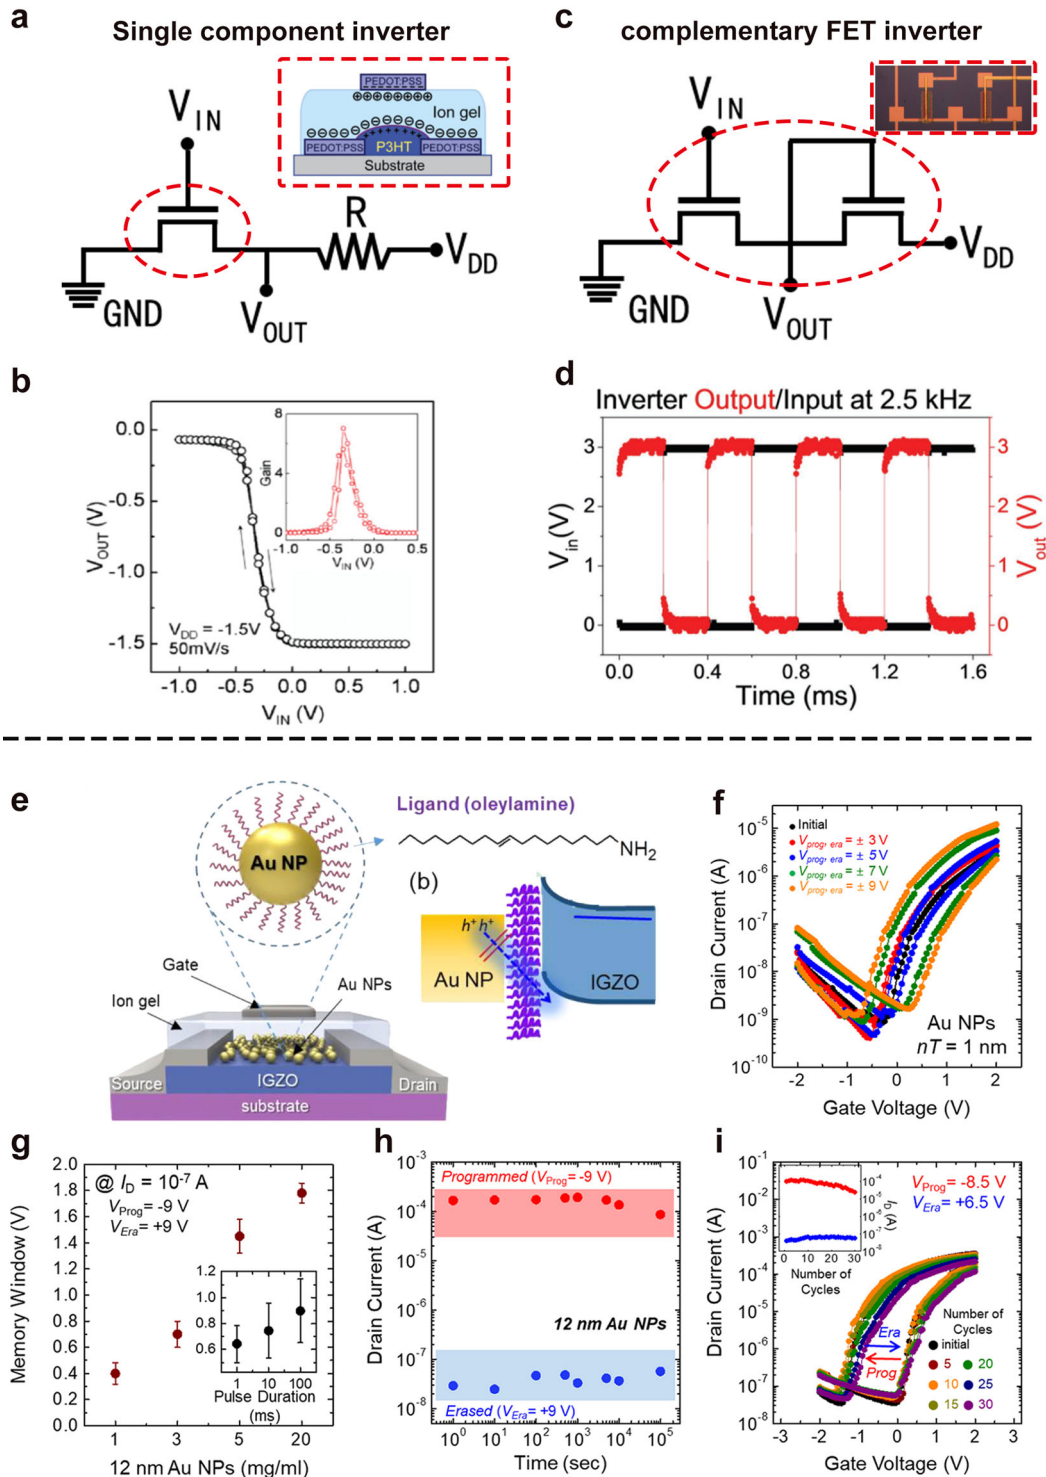 a
Single component inverter
V_IN
PEDOT:PSS
Ion gel
PEDOT:PSS
P3HT
PEDOT:PSS
Substrate
R
V_DD
GND
V_OUT
c
complementary FET inverter
V_IN
V_DD
GND
V_OUT
b
V_OUT (V)
0.0
-0.5
-1.0
-1.5
-1.0 -0.5 0.0 0.5 1.0
V_IN (V)
V_DD = -1.5V
50mV/s
Gain
8
4
0
-1.0 -0.5 0.0 0.5
V_IN (V)
d
Inverter Output/Input at 2.5 kHz
V_in(V)
3
2
1
0
0.0 0.4 0.8 1.2 1.6
Time (ms)
3
2
1
0
V_out (V)
e
Au NP
Ligand (oleylamine)
NH2
(b)
h+ h+
Au NP
IGZO
Gate
Ion gel
Au NPs
Source
IGZO
Drain
substrate
f
Drain Current (A)
10^-5
10^-6
10^-7
10^-8
10^-9
10^-10
Initial
V_prog, era = ± 3 V
V_prog, era = ± 5 V
V_prog, era = ± 7 V
V_prog, era = ± 9 V
Au NPs
nT = 1 nm
-2 -1 0 1 2
Gate Voltage (V)
g
Memory Window (V)
2.0
1.8
1.6
1.4
1.2
1.0
0.8
0.6
0.4
0.2
0.0
@ I_D = 10^-7 A
V_Prog = -9 V
V_Era = +9 V
1.2
1.0
0.8
0.6
1 10 100
Pulse Duration
(ms)
1 3 5 20
12 nm Au NPs (mg/ml)
h
Drain Current (A)
10^-3
10^-4
10^-5
10^-6
10^-7
10^-8
Programmed (V_Prog= -9 V)
12 nm Au NPs
Erased (V_Era= +9 V)
10^0 10^1 10^2 10^3 10^4 10^5
Time (sec)
i
Drain Current (A)
10^-1
10^-2
10^-3
10^-4
10^-5
10^-6
10^-7
10^-8
10^-4
10^-5
10^-6
10^-7
10^-8
I_D (A)
0 10 20 30
Number of
Cycles
V_Prog = -8.5 V
V_Era = +6.5 V
Era
Prog
Number of
Cycles
initial
5 20
10 25
15 30
-3 -2 -1 0 1 2 3
Gate Voltage (V)